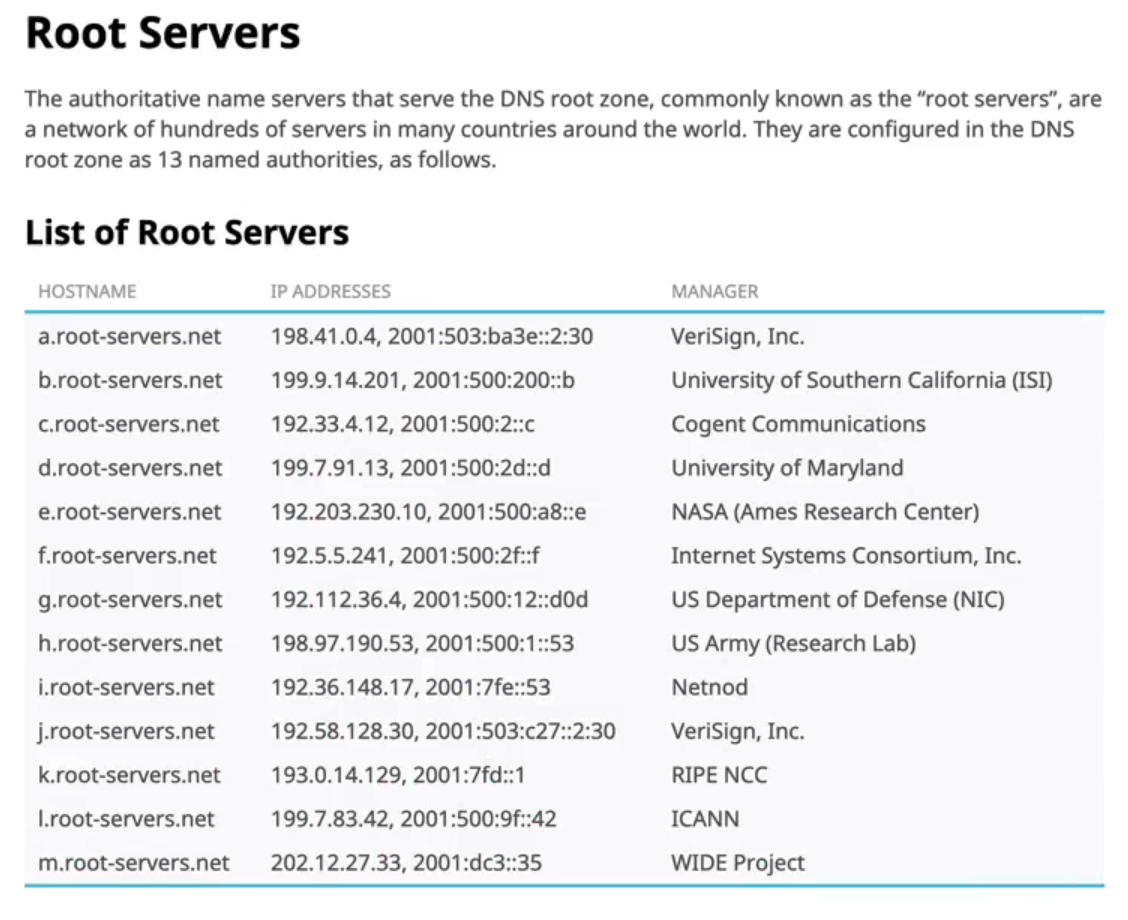 Root Servers
The authoritative name servers that serve the DNS root zone, commonly known as the “root servers”, are
a network of hundreds of servers in many countries around the world. They are configured in the DNS
root zone as 13 named authorities, as follows.
List of Root Servers
HOSTNAME IP ADDRESSES MANAGER
a.root-servers.net 198.41.0.4, 2001:503:ba3e::2:30 VeriSign, Inc.
b.root-servers.net 199.9.14.201, 2001:500:200::b University of Southern California (ISI)
c.root-servers.net 192.33.4.12, 2001:500:2::c Cogent Communications
d.root-servers.net 199.7.91.13, 2001:500:2d::d University of Maryland
e.root-servers.net 192.203.230.10, 2001:500:a8::e NASA (Ames Research Center)
f.root-servers.net 192.5.5.241, 2001:500:2f::f Internet Systems Consortium, Inc.
g.root-servers.net 192.112.36.4, 2001:500:12::d0d US Department of Defense (NIC)
h.root-servers.net 198.97.190.53, 2001:500:1::53 US Army (Research Lab)
i.root-servers.net 192.36.148.17, 2001:7fe::53 Netnod
j.root-servers.net 192.58.128.30, 2001:503:c27::2:30 VeriSign, Inc.
k.root-servers.net 193.0.14.129, 2001:7fd::1 RIPE NCC
l.root-servers.net 199.7.83.42, 2001:500:9f::42 ICANN
m.root-servers.net 202.12.27.33, 2001:dc3::35 WIDE Project